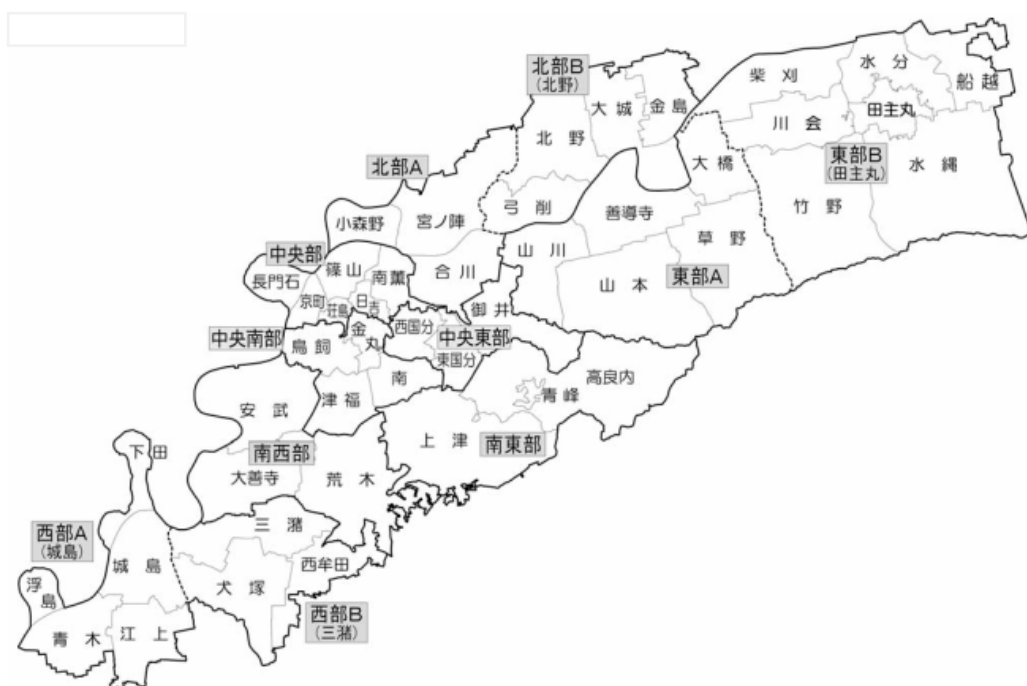 北部B
(北野)
柴刈
水分
船越
大城
金島
田主丸
川会
北野
東部B
(田主丸)
水縄
大橋
北部A
竹野
弓削
善導寺
小森野
宮ノ陣
草野
山川
中央部
篠山
南薫
合川
山本
東部A
長門石
京町
荘島
日吉
御井
中央南部
鳥飼
金丸
西国分
中央東部
東国分
南
高良内
青峰
安武
津福
上津
南東部
下田
南西部
大善寺
荒木
三潴
西部A
(城島)
城島
犬塚
西牟田
浮島
西部B
(三潴)
青木
江上